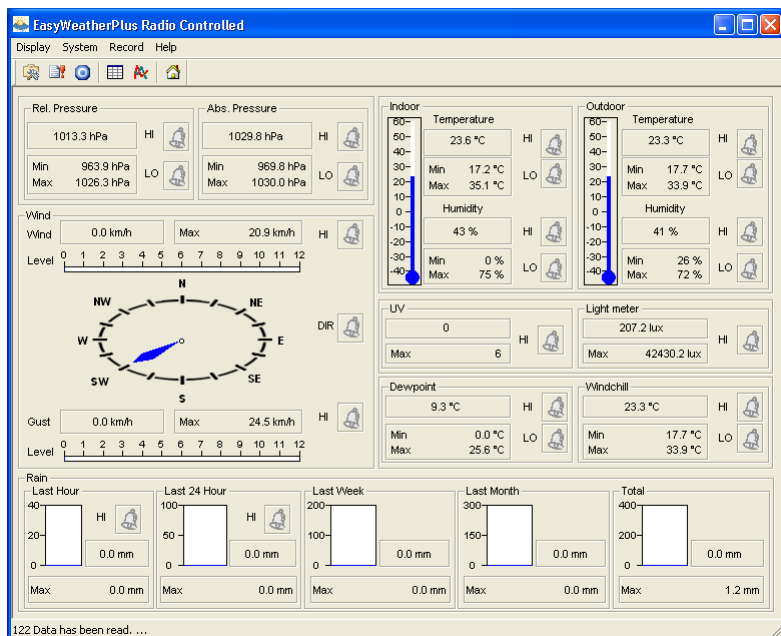 EasyWeatherPlus Radio Controlled
Display System Record Help
Rel. Pressure
1013.3 hPa HI
Min 963.9 hPa
Max 1026.3 hPa
LO
Abs. Pressure
1029.8 hPa HI
Min 969.8 hPa
Max 1030.0 hPa
LO
Indoor
60
50
40
30
20
10
0
-10
-20
-30
-40
Temperature
23.6 °C HI
Min 17.2 °C
Max 35.1 °C
LO
Humidity
43 % HI
Min 0 %
Max 75 %
LO
Outdoor
60
50
40
30
20
10
0
-10
-20
-30
-40
Temperature
23.3 °C HI
Min 17.7 °C
Max 33.9 °C
LO
Humidity
41 % HI
Min 26 %
Max 72 %
LO
Wind
Wind 0.0 km/h Max 20.9 km/h HI
Level 0 1 2 3 4 5 6 7 8 9 10 11 12
N
NW NE
W E
SW SE
S
DIR
Gust 0.0 km/h Max 24.5 km/h HI
Level 0 1 2 3 4 5 6 7 8 9 10 11 12
UV
0
Max 6
HI
Light meter
207.2 lux
Max 42430.2 lux
HI
Dewpoint
9.3 °C HI
Min 0.0 °C
Max 25.6 °C
LO
Windchill
23.3 °C HI
Min 17.7 °C
Max 33.9 °C
LO
Rain
Last Hour
40
20
0
HI
0.0 mm
Max 0.0 mm
Last 24 Hour
100
50
0
HI
0.0 mm
Max 0.0 mm
Last Week
200
100
0
0.0 mm
Max 0.0 mm
Last Month
300
150
0
0.0 mm
Max 0.0 mm
Total
400
200
0
0.0 mm
Max 1.2 mm
122 Data has been read. ...